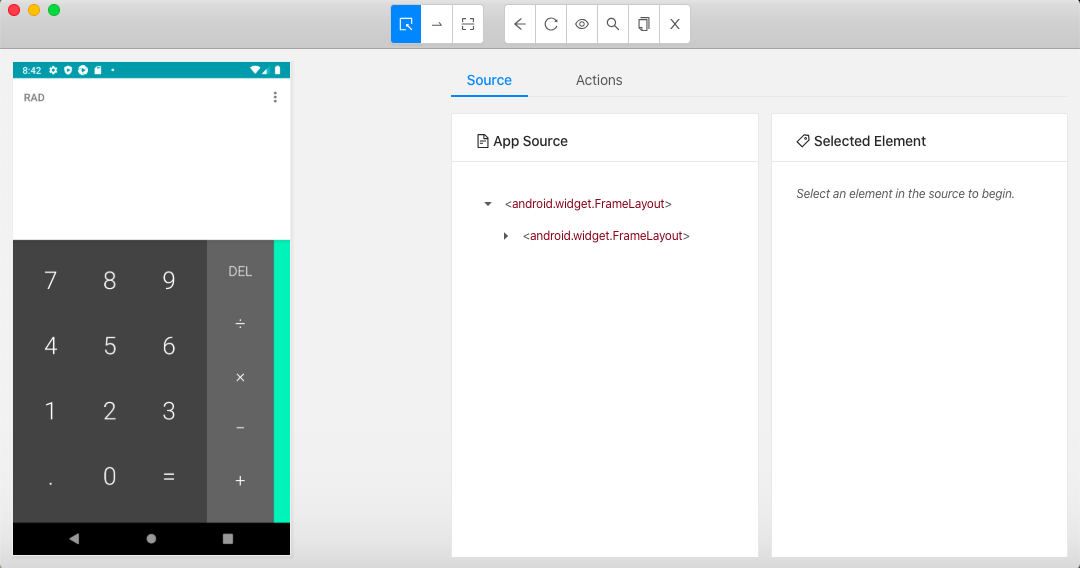 8:42
RAD
7 8 9 DEL
÷
4 5 6
×
1 2 3
−
. 0 = +
Source Actions
App Source
<android.widget.FrameLayout>
<android.widget.FrameLayout>
Selected Element
Select an element in the source to begin.